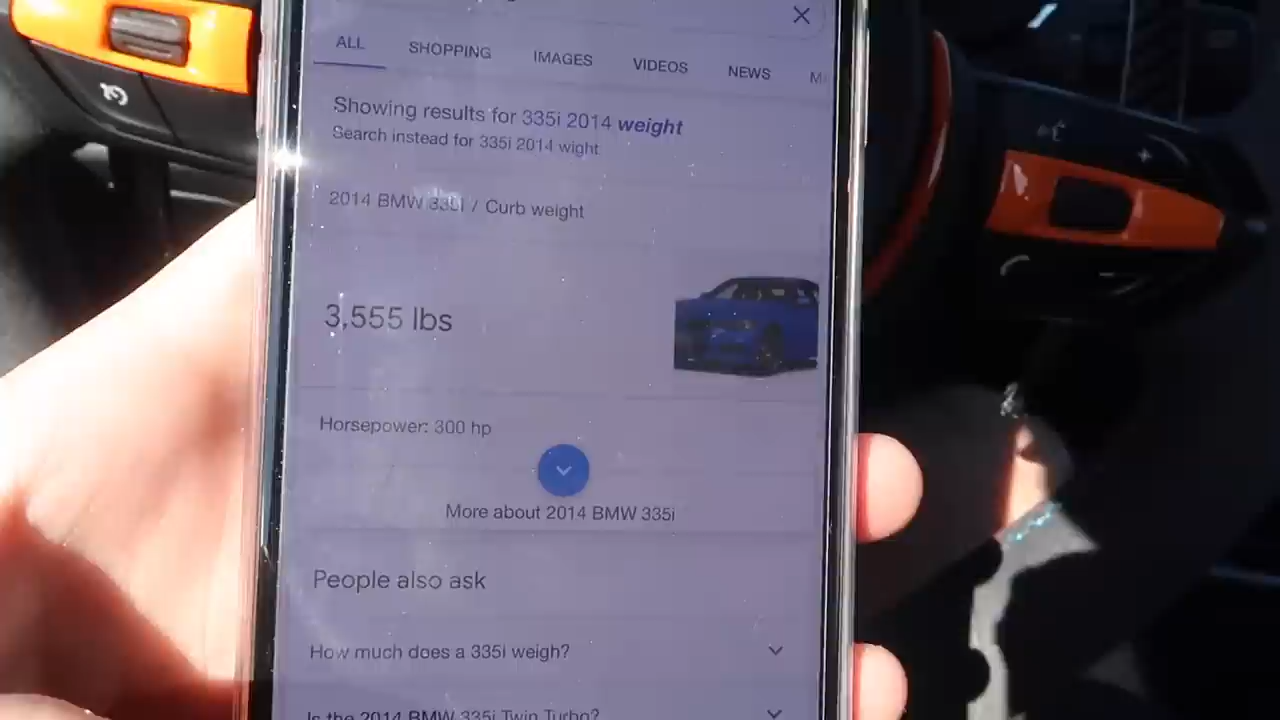 ALL SHOPPING IMAGES VIDEOS NEWS
Showing results for 335i 2014 weight
Search instead for 335i 2014 wight
2014 BMW 335i / Curb weight
3,555 lbs
Horsepower: 300 hp
More about 2014 BMW 335i
People also ask
How much does a 335i weigh?
Is the 2014 BMW 335i Twin Turbo?